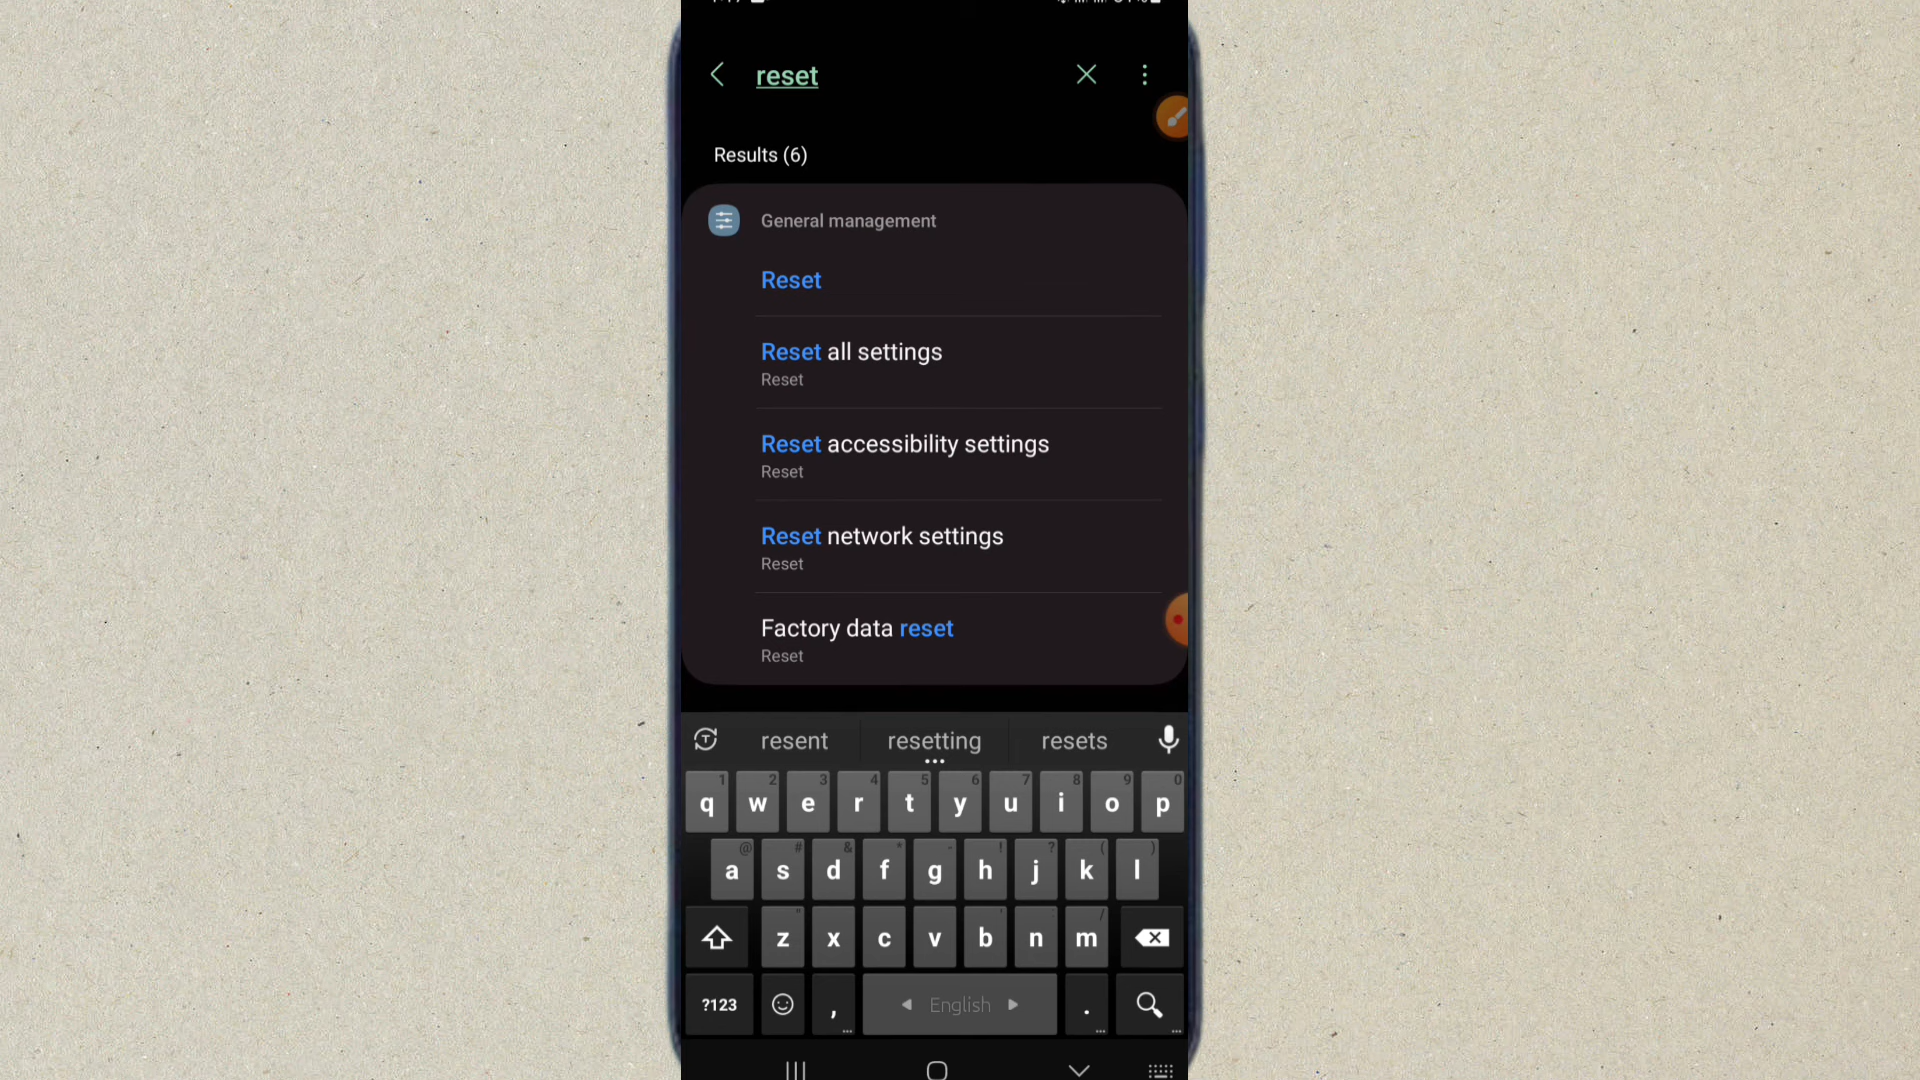 reset
Results (6)
General management
Reset
Reset all settings
Reset
Reset accessibility settings
Reset
Reset network settings
Reset
Factory data reset
Reset
resent resetting resets
1 2 3 4 5 6 7 8 9 0
q w e r t y u i o p
@ # & * - ! ? ( )
a s d f g h j k l
" ' : /
z x c v b n m
?123 , English .